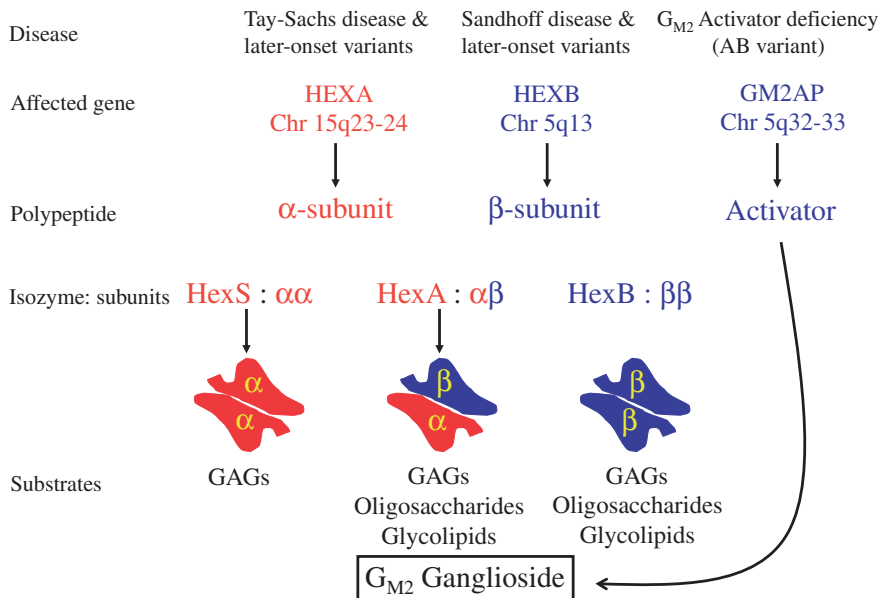 Disease
Tay-Sachs disease &
later-onset variants
Sandhoff disease &
later-onset variants
G_M2 Activator deficiency
(AB variant)
Affected gene
HEXA
Chr 15q23-24
HEXB
Chr 5q13
GM2AP
Chr 5q32-33
Polypeptide
α-subunit
β-subunit
Activator
Isozyme: subunits
HexS : αα
HexA : αβ
HexB : ββ
α
α
β
α
β
β
Substrates
GAGs
GAGs
Oligosaccharides
Glycolipids
GAGs
Oligosaccharides
Glycolipids
G_M2 Ganglioside